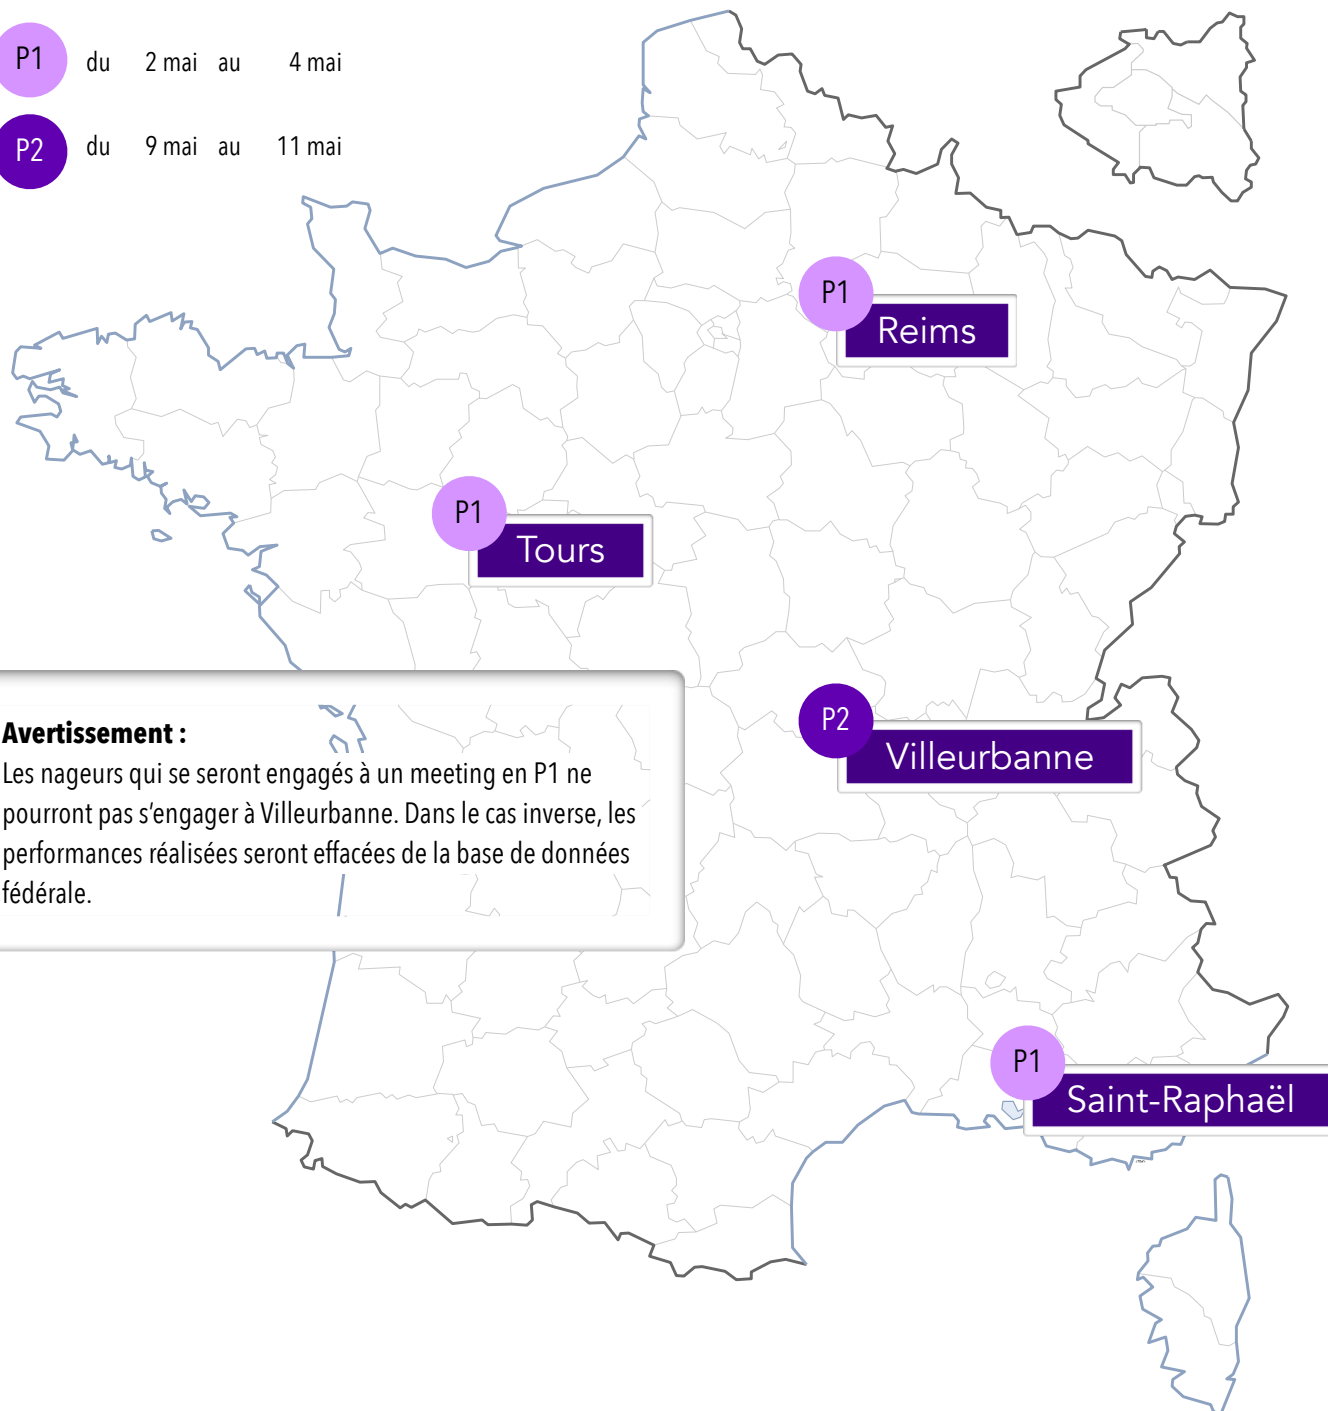 P1 du 2 mai au 4 mai
P2 du 9 mai au 11 mai
P1
Reims
P1
Tours
P2
Villeurbanne
Avertissement :
Les nageurs qui se seront engagés à un meeting en P1 ne
pourront pas s’engager à Villeurbanne. Dans le cas inverse, les
performances réalisées seront effacées de la base de données
fédérale.
P1
Saint-Raphaël